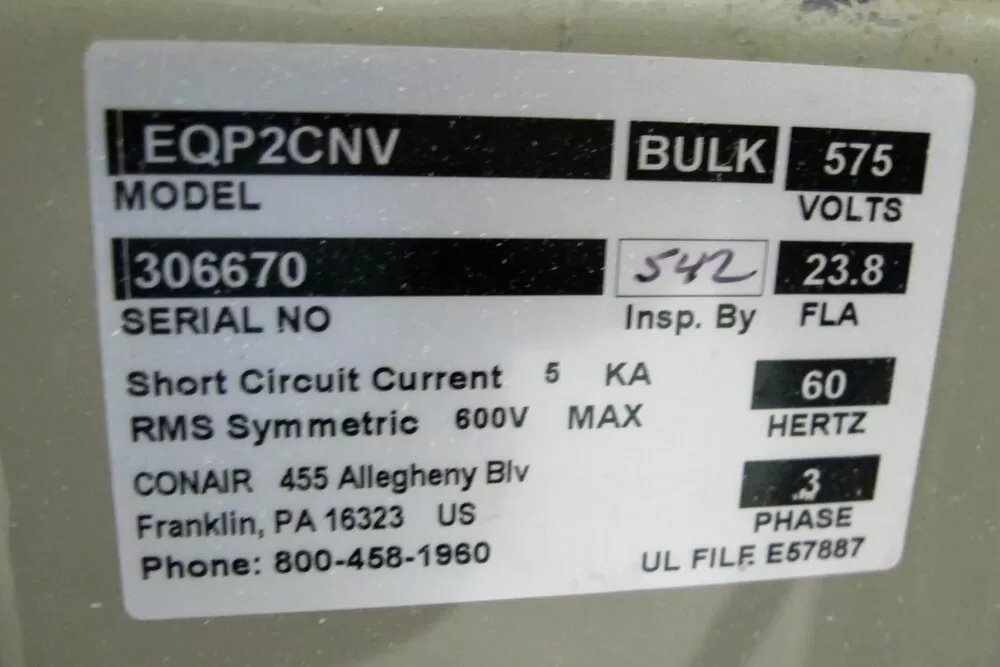 EQP2CNV BULK 575
MODEL VOLTS
306670 542 23.8
SERIAL NO Insp. By FLA
Short Circuit Current 5 KA 60
RMS Symmetric 600V MAX HERTZ
CONAIR 455 Allegheny Blv 3
Franklin, PA 16323 US PHASE
Phone: 800-458-1960 UL FILE E57887